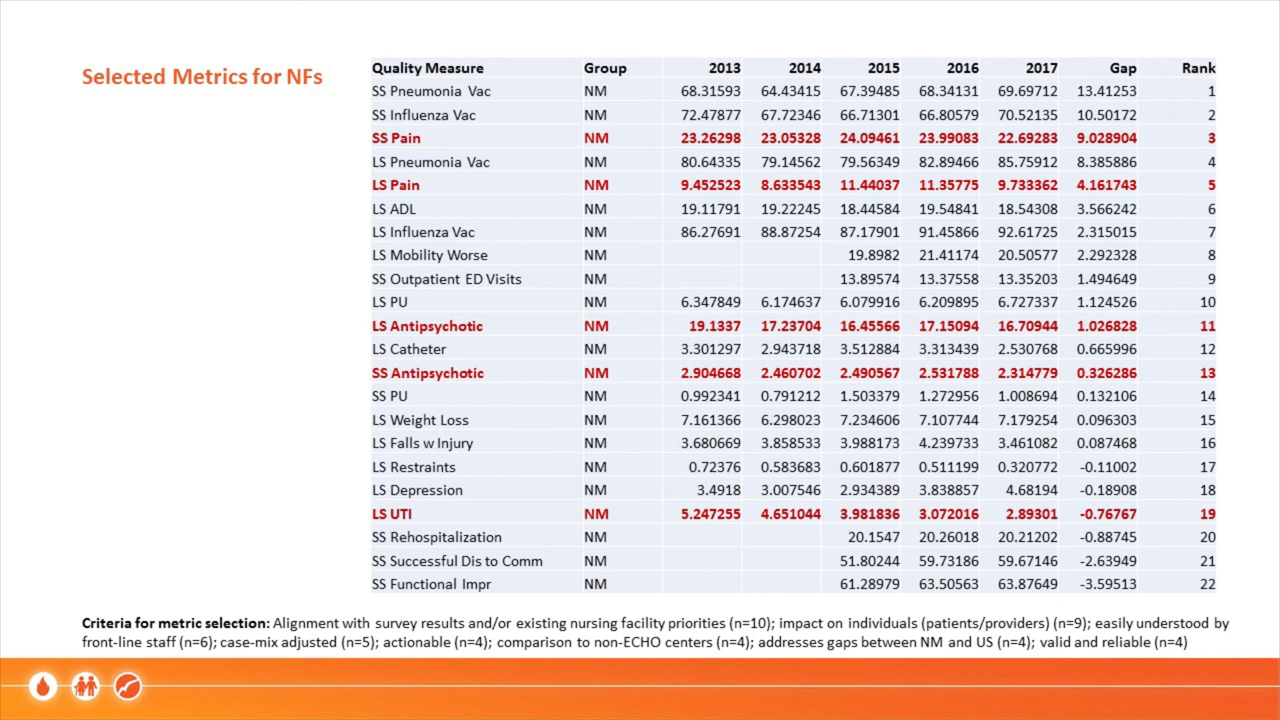 Selected Metrics for NFs
Quality Measure Group 2013 2014 2015 2016 2017 Gap Rank
SS Pneumonia Vac NM 68.31593 64.43415 67.39485 68.34131 69.69712 13.41253 1
SS Influenza Vac NM 72.47877 67.72346 66.71301 66.80579 70.52135 10.50172 2
SS Pain NM 23.26298 23.05328 24.09461 23.99083 22.69283 9.028904 3
LS Pneumonia Vac NM 80.64335 79.14562 79.56349 82.89466 85.75912 8.385886 4
LS Pain NM 9.452523 8.633543 11.44037 11.35775 9.733362 4.161743 5
LS ADL NM 19.11791 19.22245 18.44584 19.54841 18.54308 3.566242 6
LS Influenza Vac NM 86.27691 88.87254 87.17901 91.45866 92.61725 2.315015 7
LS Mobility Worse NM 19.8982 21.41174 20.50577 2.292328 8
SS Outpatient ED Visits NM 13.89574 13.37558 13.35203 1.494649 9
LS PU NM 6.347849 6.174637 6.079916 6.209895 6.727337 1.124526 10
LS Antipsychotic NM 19.1337 17.23704 16.45566 17.15094 16.70944 1.026828 11
LS Catheter NM 3.301297 2.943718 3.512884 3.313439 2.530768 0.665996 12
SS Antipsychotic NM 2.904668 2.460702 2.490567 2.531788 2.314779 0.326286 13
SS PU NM 0.992341 0.791212 1.503379 1.272956 1.008694 0.132106 14
LS Weight Loss NM 7.161366 6.298023 7.234606 7.107744 7.179254 0.096303 15
LS Falls w Injury NM 3.680669 3.858533 3.988173 4.239733 3.461082 0.087468 16
LS Restraints NM 0.72376 0.583683 0.601877 0.511199 0.320772 -0.11002 17
LS Depression NM 3.4918 3.007546 2.934389 3.838857 4.68194 -0.18908 18
LS UTI NM 5.247255 4.651044 3.981836 3.072016 2.89301 -0.76767 19
SS Rehospitalization NM 20.1547 20.26018 20.21202 -0.88745 20
SS Successful Dis to Comm NM 51.80244 59.73186 59.67146 -2.63949 21
SS Functional Impr NM 61.28979 63.50563 63.87649 -3.59513 22
Criteria for metric selection: Alignment with survey results and/or existing nursing facility priorities (n=10); impact on individuals (patients/providers) (n=9); easily understood by
front-line staff (n=6); case-mix adjusted (n=5); actionable (n=4); comparison to non-ECHO centers (n=4); addresses gaps between NM and US (n=4); valid and reliable (n=4)